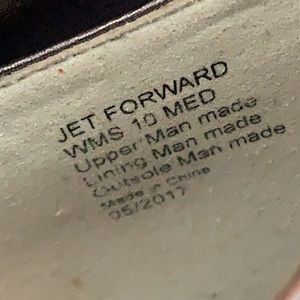 JET FORWARD
WMS 10 MED
Upper Man made
Lining Man made
Outsole Man made
Made in China
05/2017